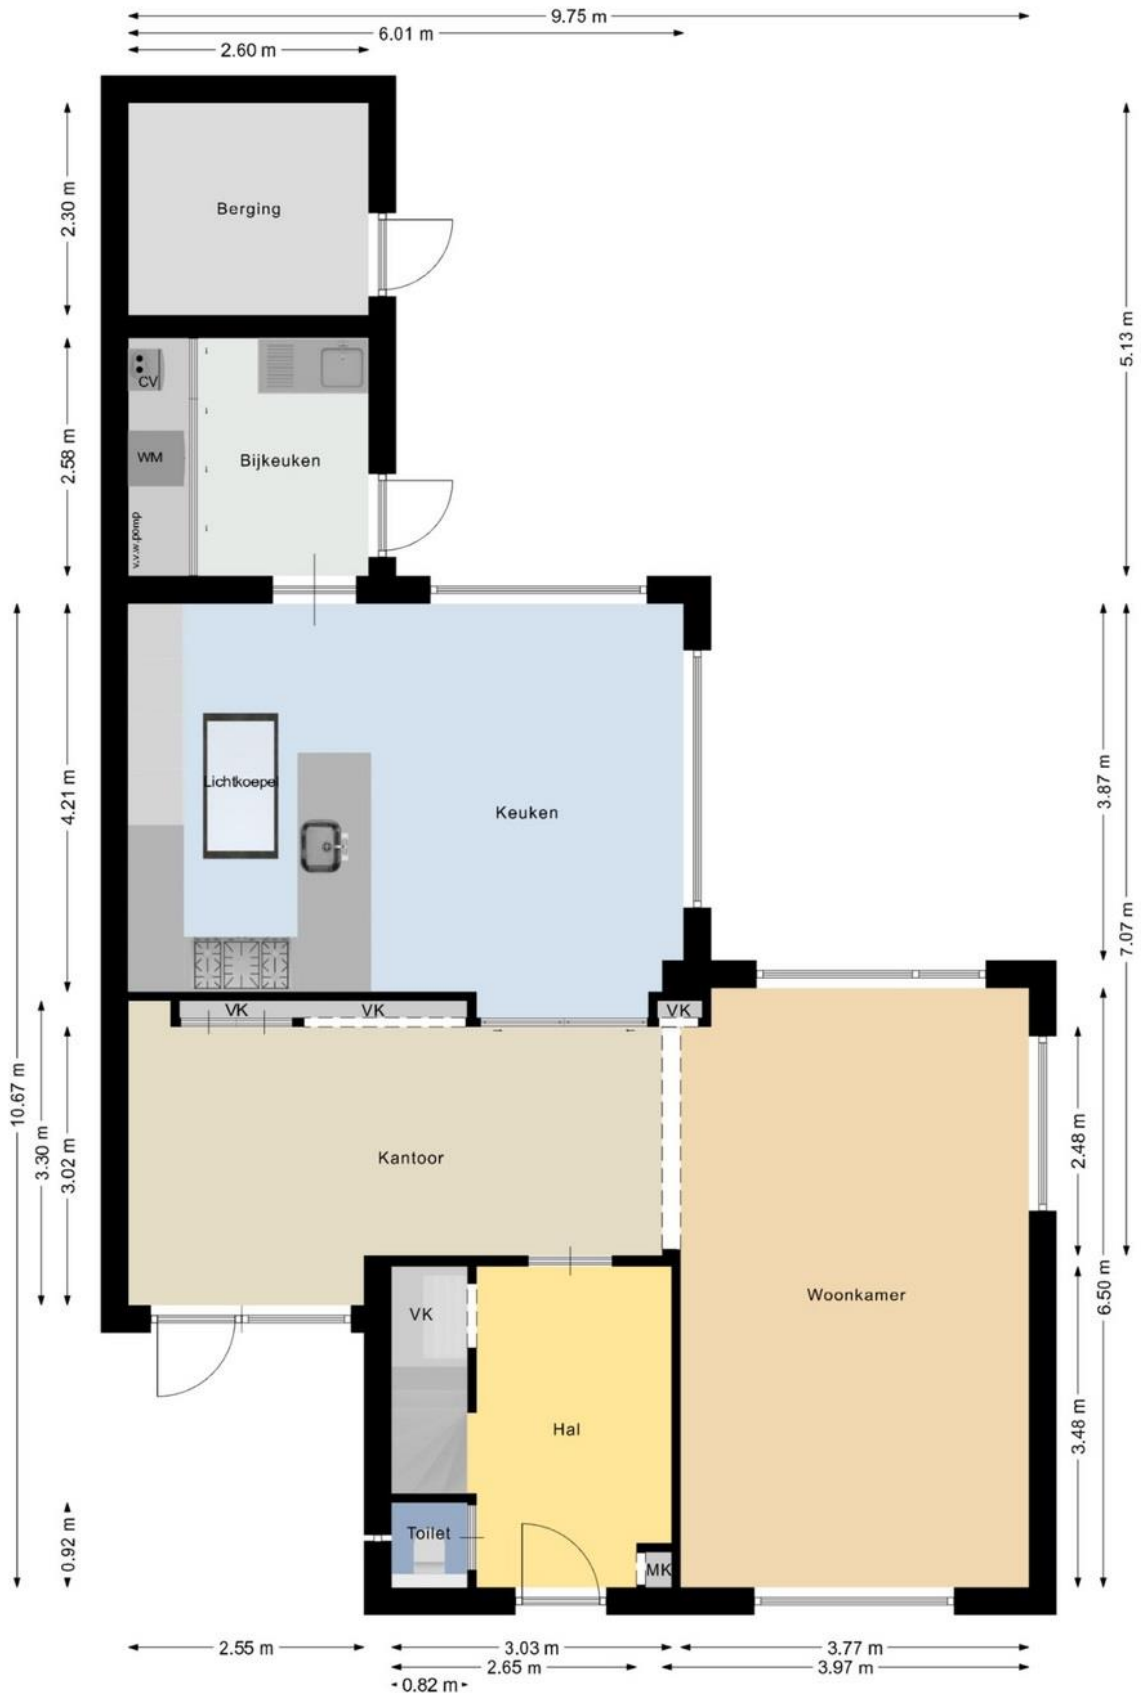 9.75 m
6.01 m
2.60 m
2.30 m
Berging
5.13 m
2.58 m
CV
WM
Bijkeuken
v.v.w.pomp
4.21 m
Lichtkoepel
Keuken
3.87 m
7.07 m
10.67 m
3.30 m
3.02 m
VK
VK
VK
Kantoor
2.48 m
6.50 m
Woonkamer
VK
Hal
3.48 m
0.92 m
Toilet
MK
2.55 m
3.03 m
3.77 m
2.65 m
3.97 m
0.82 m